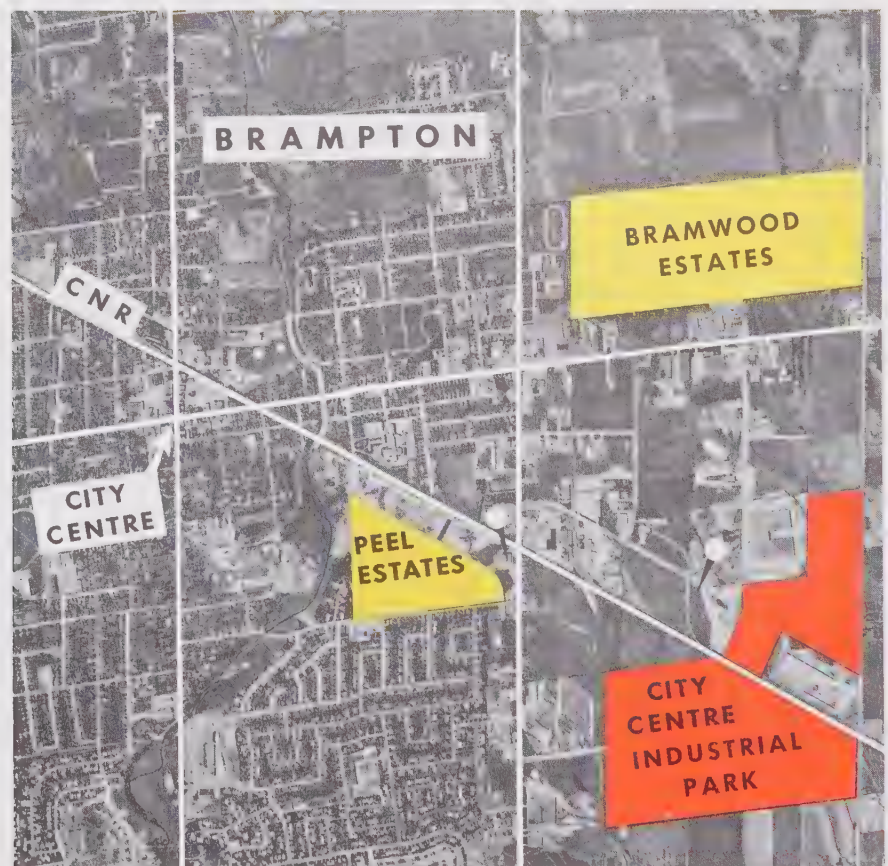 BRAMPTON
BRAMWOOD
ESTATES
CNR
CITY
CENTRE
PEEL
ESTATES
CITY
CENTRE
INDUSTRIAL
PARK